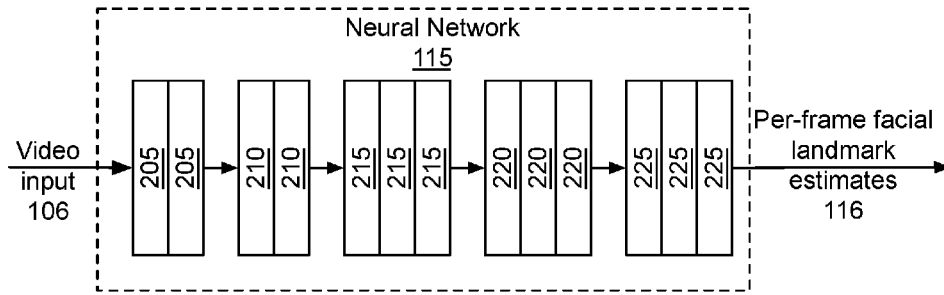 Neural Network
115
Video
input
106
205 205
210 210
215 215 215
220 220 220
225 225 225
Per-frame facial
landmark
estimates
116